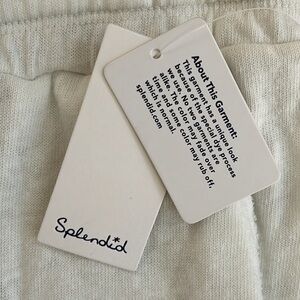 About This Garment:
This garment has a unique look
because of the special dye process
we use. No two garments are
alike. The color may fade over
time and some color may rub off,
which is normal.
splendid.com
Splendid